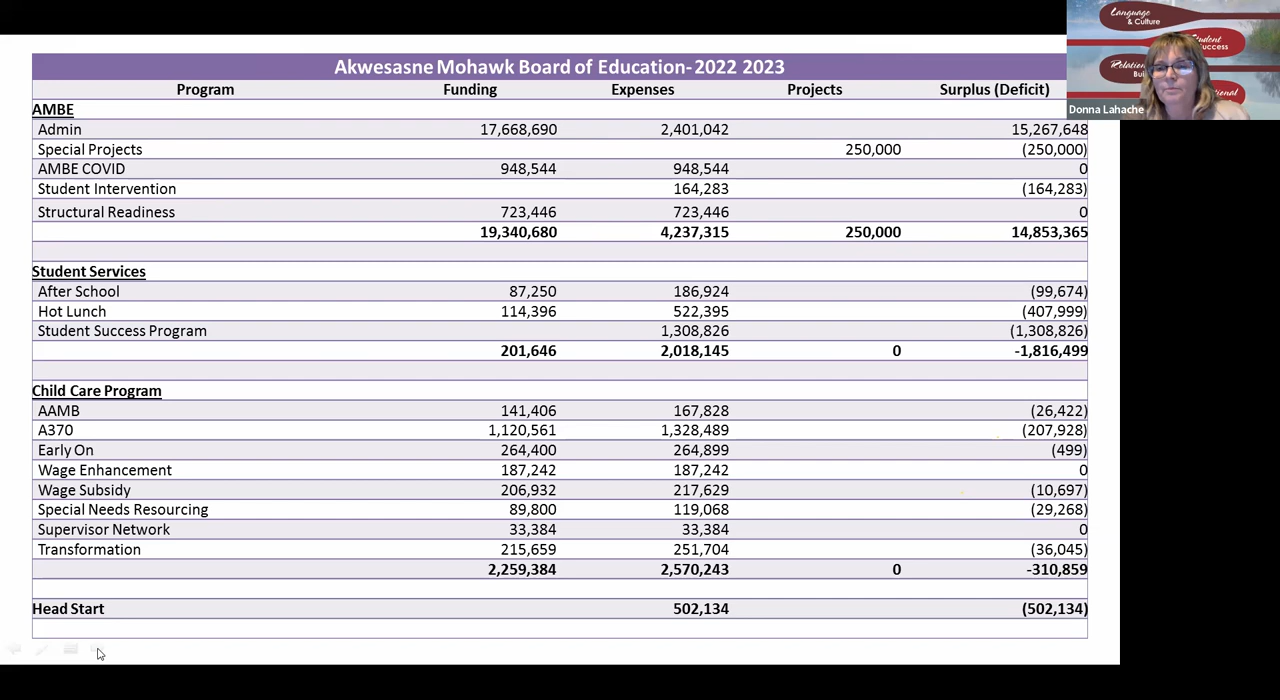 Akwesasne Mohawk Board of Education-2022 2023
Program Funding Expenses Projects Surplus (Deficit)
AMBE
Admin 17,668,690 2,401,042 15,267,648
Special Projects 250,000 (250,000)
AMBE COVID 948,544 948,544 0
Student Intervention 164,283 (164,283)
Structural Readiness 723,446 723,446 0
19,340,680 4,237,315 250,000 14,853,365
Student Services
After School 87,250 186,924 (99,674)
Hot Lunch 114,396 522,395 (407,999)
Student Success Program 1,308,826 (1,308,826)
201,646 2,018,145 0 -1,816,499
Child Care Program
AAMB 141,406 167,828 (26,422)
A370 1,120,561 1,328,489 (207,928)
Early On 264,400 264,899 (499)
Wage Enhancement 187,242 187,242 0
Wage Subsidy 206,932 217,629 (10,697)
Special Needs Resourcing 89,800 119,068 (29,268)
Supervisor Network 33,384 33,384 0
Transformation 215,659 251,704 (36,045)
2,259,384 2,570,243 0 -310,859
Head Start 502,134 (502,134)
Language
& Culture
Student
Success
Donna Lahache